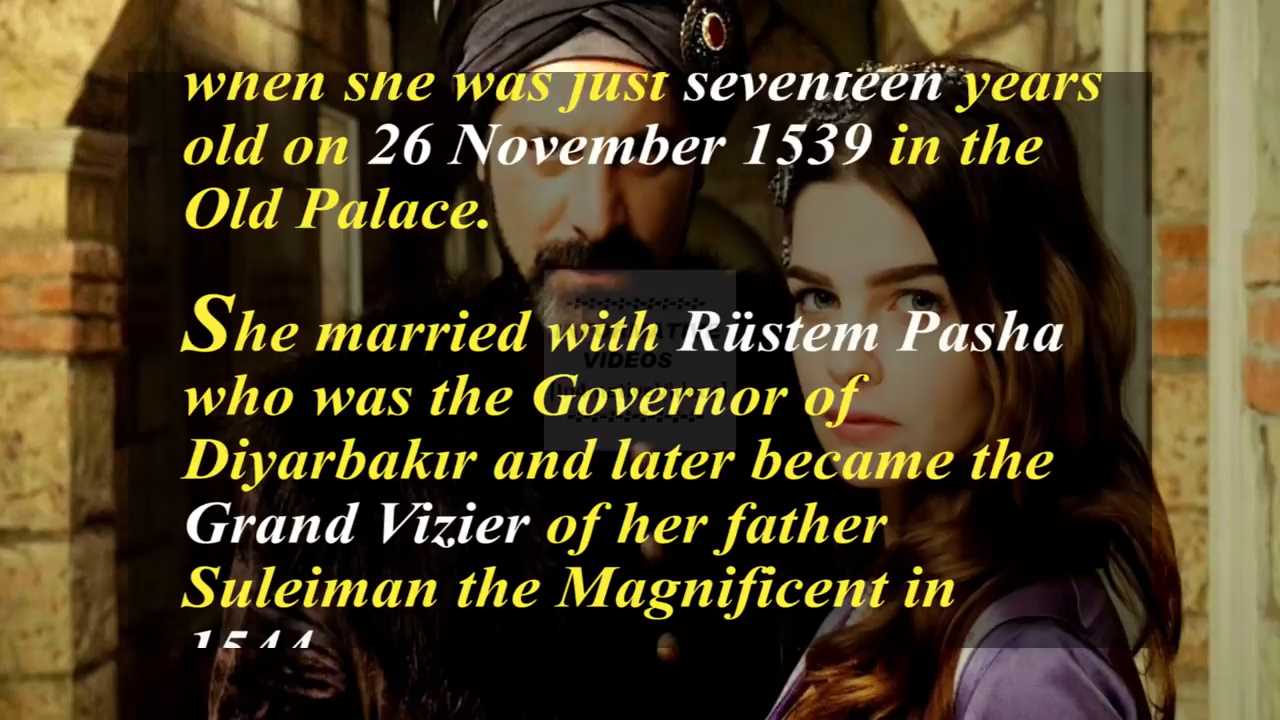 when she was just seventeen years
old on 26 November 1539 in the
Old Palace.
She married with Rüstem Pasha
who was the Governor of
Diyarbakır and later became the
Grand Vizier of her father
Suleiman the Magnificent in
1544
VIDEOS